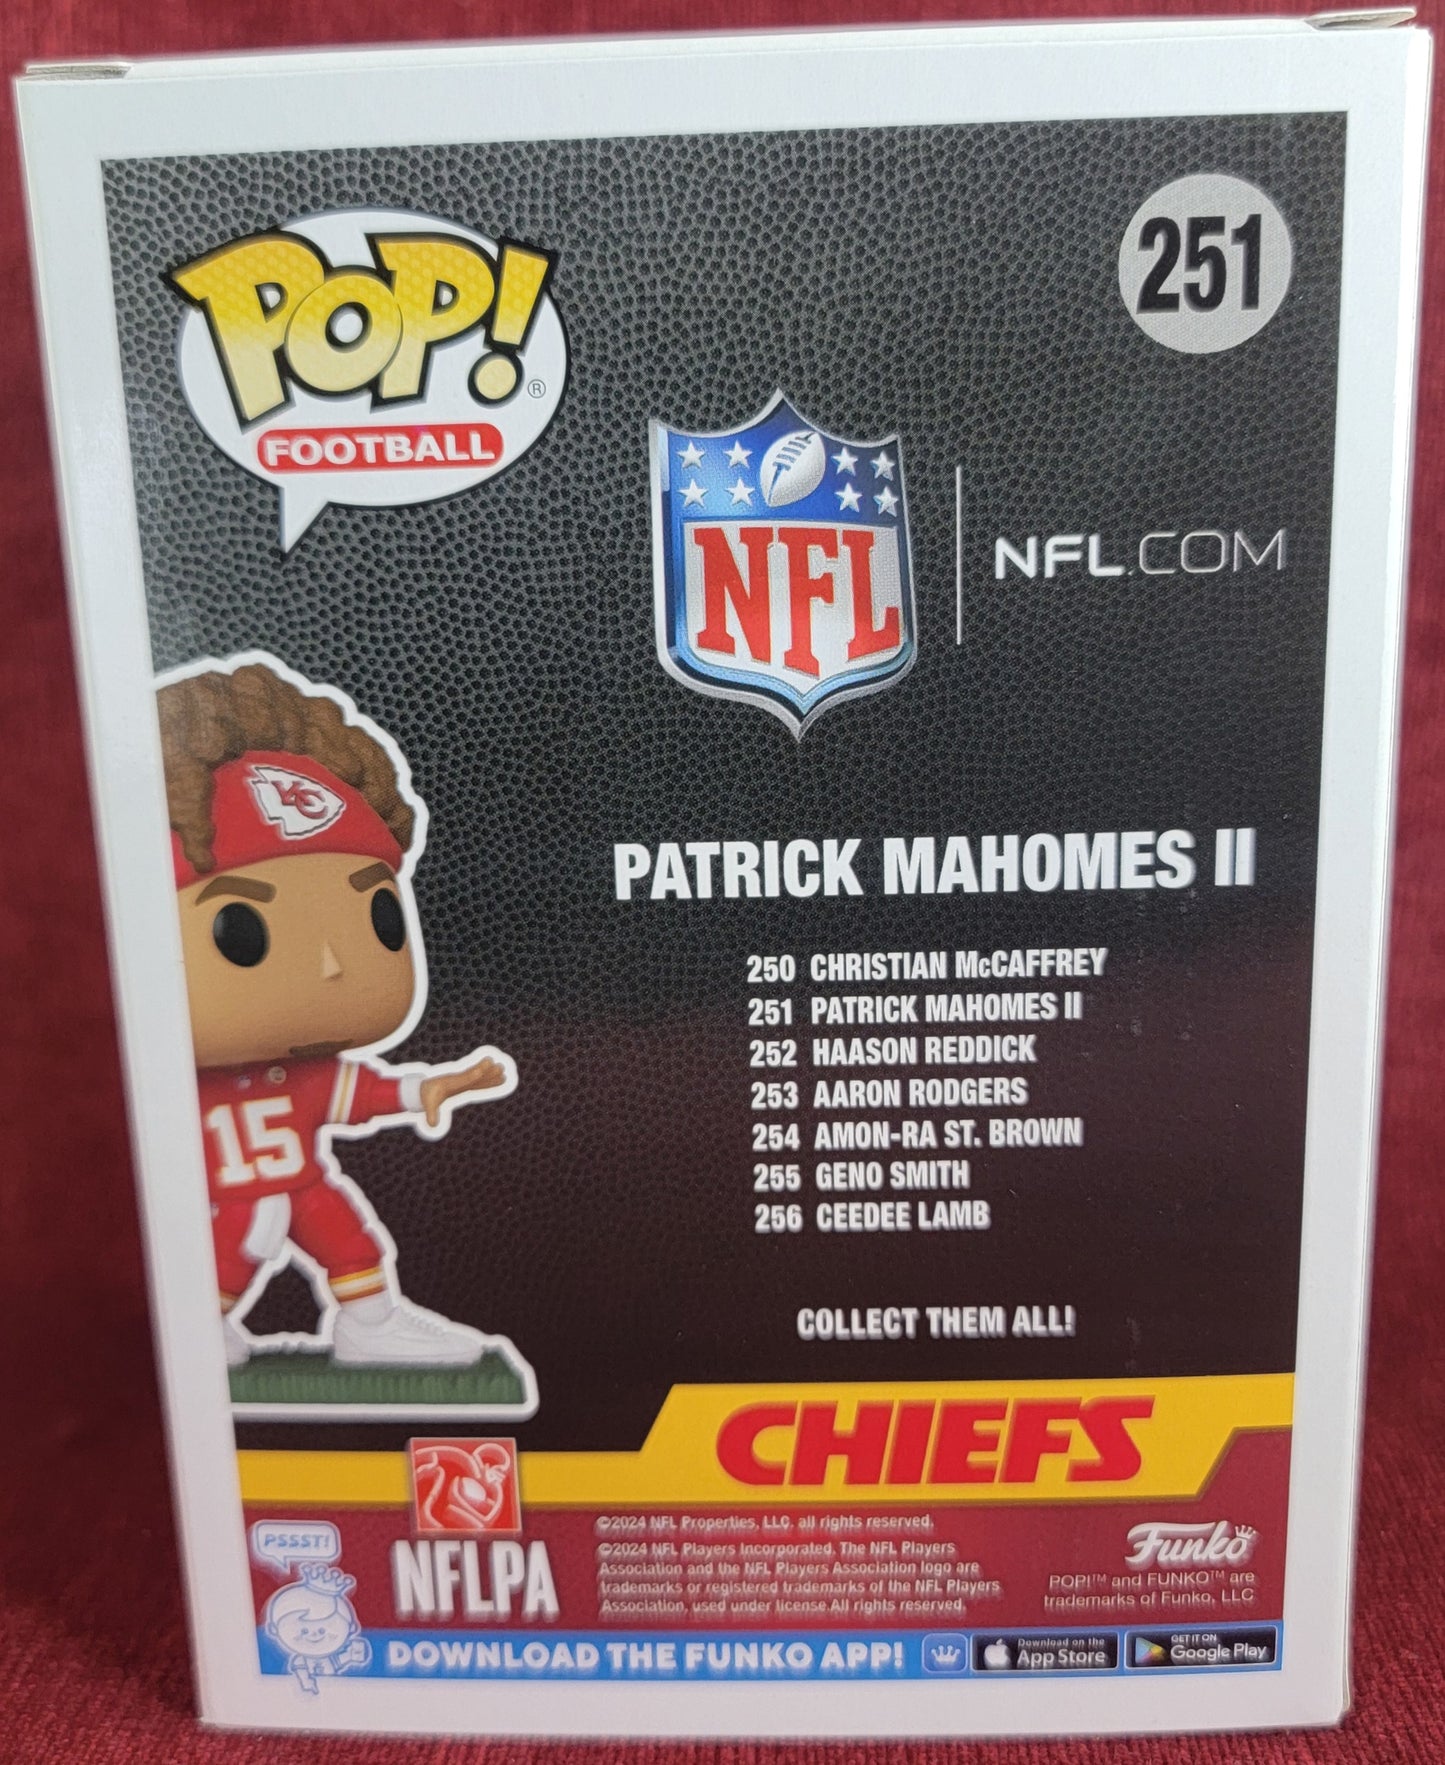 POP!®
FOOTBALL
251
NFL
NFL.COM
KC
15
PATRICK MAHOMES II
250 CHRISTIAN McCAFFREY
251 PATRICK MAHOMES II
252 HAASON REDDICK
253 AARON RODGERS
254 AMON-RA ST. BROWN
255 GENO SMITH
256 CEEDEE LAMB
COLLECT THEM ALL!
CHIEFS
PSSST!
NFLPA
©2024 NFL Properties, LLC. all rights reserved.
©2024 NFL Players Incorporated. The NFL Players
Association and the NFL Players Association logo are
trademarks or registered trademarks of the NFL Players
Association, used under license.All rights reserved.
Funko
POP!™ and FUNKO™ are
trademarks of Funko, LLC
DOWNLOAD THE FUNKO APP!
Download on the
App Store
GET IT ON
Google Play